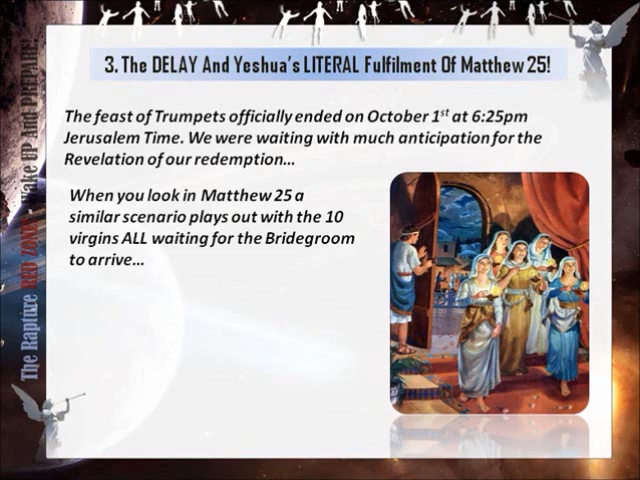 3. The DELAY And Yeshua's LITERAL Fulfilment Of Matthew 25!
The feast of Trumpets officially ended on October 1st at 6:25pm
Jerusalem Time. We were waiting with much anticipation for the
Revelation of our redemption...
When you look in Matthew 25 a
similar scenario plays out with the 10
virgins ALL waiting for the Bridegroom
to arrive...
The Rapture RED ZONE! Wake UP And PREPARE!